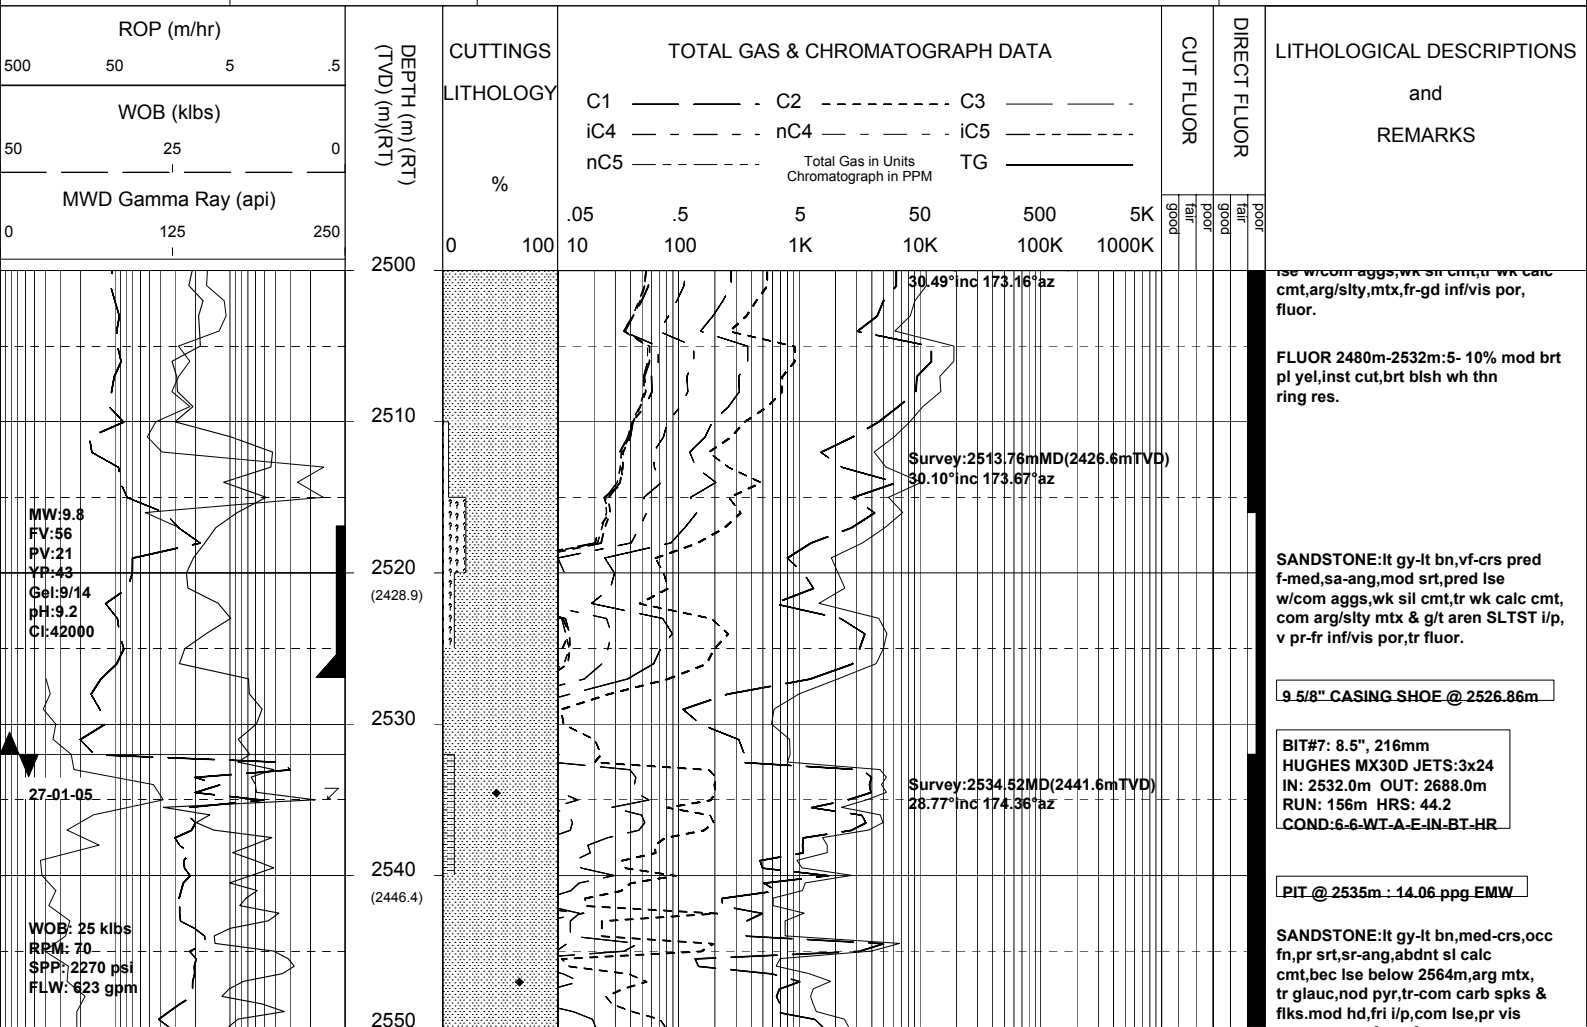 ROP (m/hr)
500 50 5 .5
WOB (klbs)
50 25 0
MWD Gamma Ray (api)
0 125 250
DEPTH (m) (RT)
(TVD) (m)(RT)
CUTTINGS
LITHOLOGY
%
0 100
TOTAL GAS & CHROMATOGRAPH DATA
C1 C2 C3
iC4 nC4 iC5
nC5 Total Gas in Units TG
Chromatograph in PPM
.05 .5 5 50 500 5K
10 100 1K 10K 100K 1000K
CUT FLUOR
good fair poor
DIRECT FLUOR
good fair poor
LITHOLOGICAL DESCRIPTIONS
and
REMARKS
2500
2510
2520
(2428.9)
2530
2540
(2446.4)
2550
MW:9.8
FV:56
PV:21
YP:43
Gel:9/14
pH:9.2
Cl:42000
27-01-05
WOB: 25 klbs
RPM: 70
SPP: 2270 psi
FLW: 623 gpm
30.49°inc 173.16°az
Survey:2513.76mMD(2426.6mTVD)
30.10°inc 173.67°az
Survey:2534.52MD(2441.6mTVD)
28.77°inc 174.36°az
lse w/com aggs,wk sil cmt,tr wk calc
cmt,arg/slty,mtx,fr-gd inf/vis por,
fluor.
FLUOR 2480m-2532m:5- 10% mod brt
pl yel,inst cut,brt blsh wh thn
ring res.
SANDSTONE:lt gy-lt bn,vf-crs pred
f-med,sa-ang,mod srt,pred lse
w/com aggs,wk sil cmt,tr wk calc cmt,
com arg/slty mtx & g/t aren SLTST i/p,
v pr-fr inf/vis por,tr fluor.
9 5/8" CASING SHOE @ 2526.86m
BIT#7: 8.5", 216mm
HUGHES MX30D JETS:3x24
IN: 2532.0m OUT: 2688.0m
RUN: 156m HRS: 44.2
COND:6-6-WT-A-E-IN-BT-HR
PIT @ 2535m : 14.06 ppg EMW
SANDSTONE:lt gy-lt bn,med-crs,occ
fn,pr srt,sr-ang,abdnt sl calc
cmt,bec lse below 2564m,arg mtx,
tr glauc,nod pyr,tr-com carb spks &
flks.mod hd,fri i/p,com lse,pr vis